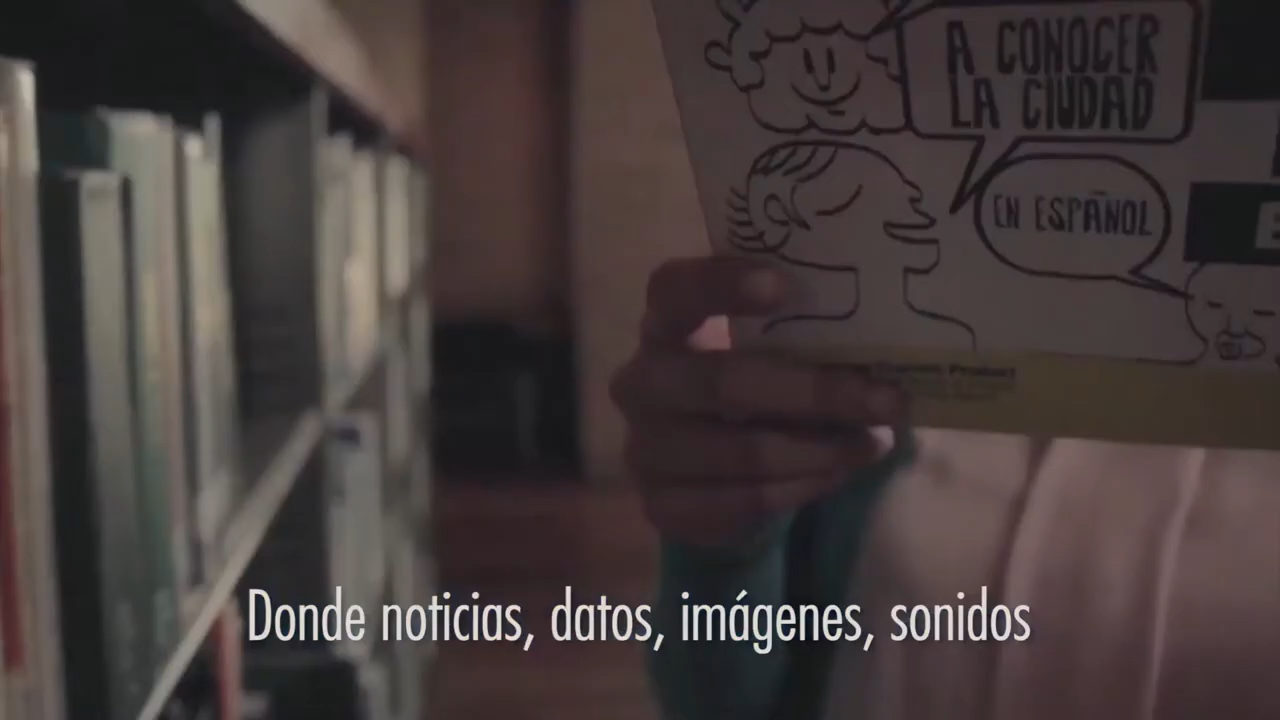 A CONOCER
LA CIUDAD
EN ESPAÑOL
Donde noticias, datos, imágenes, sonidos